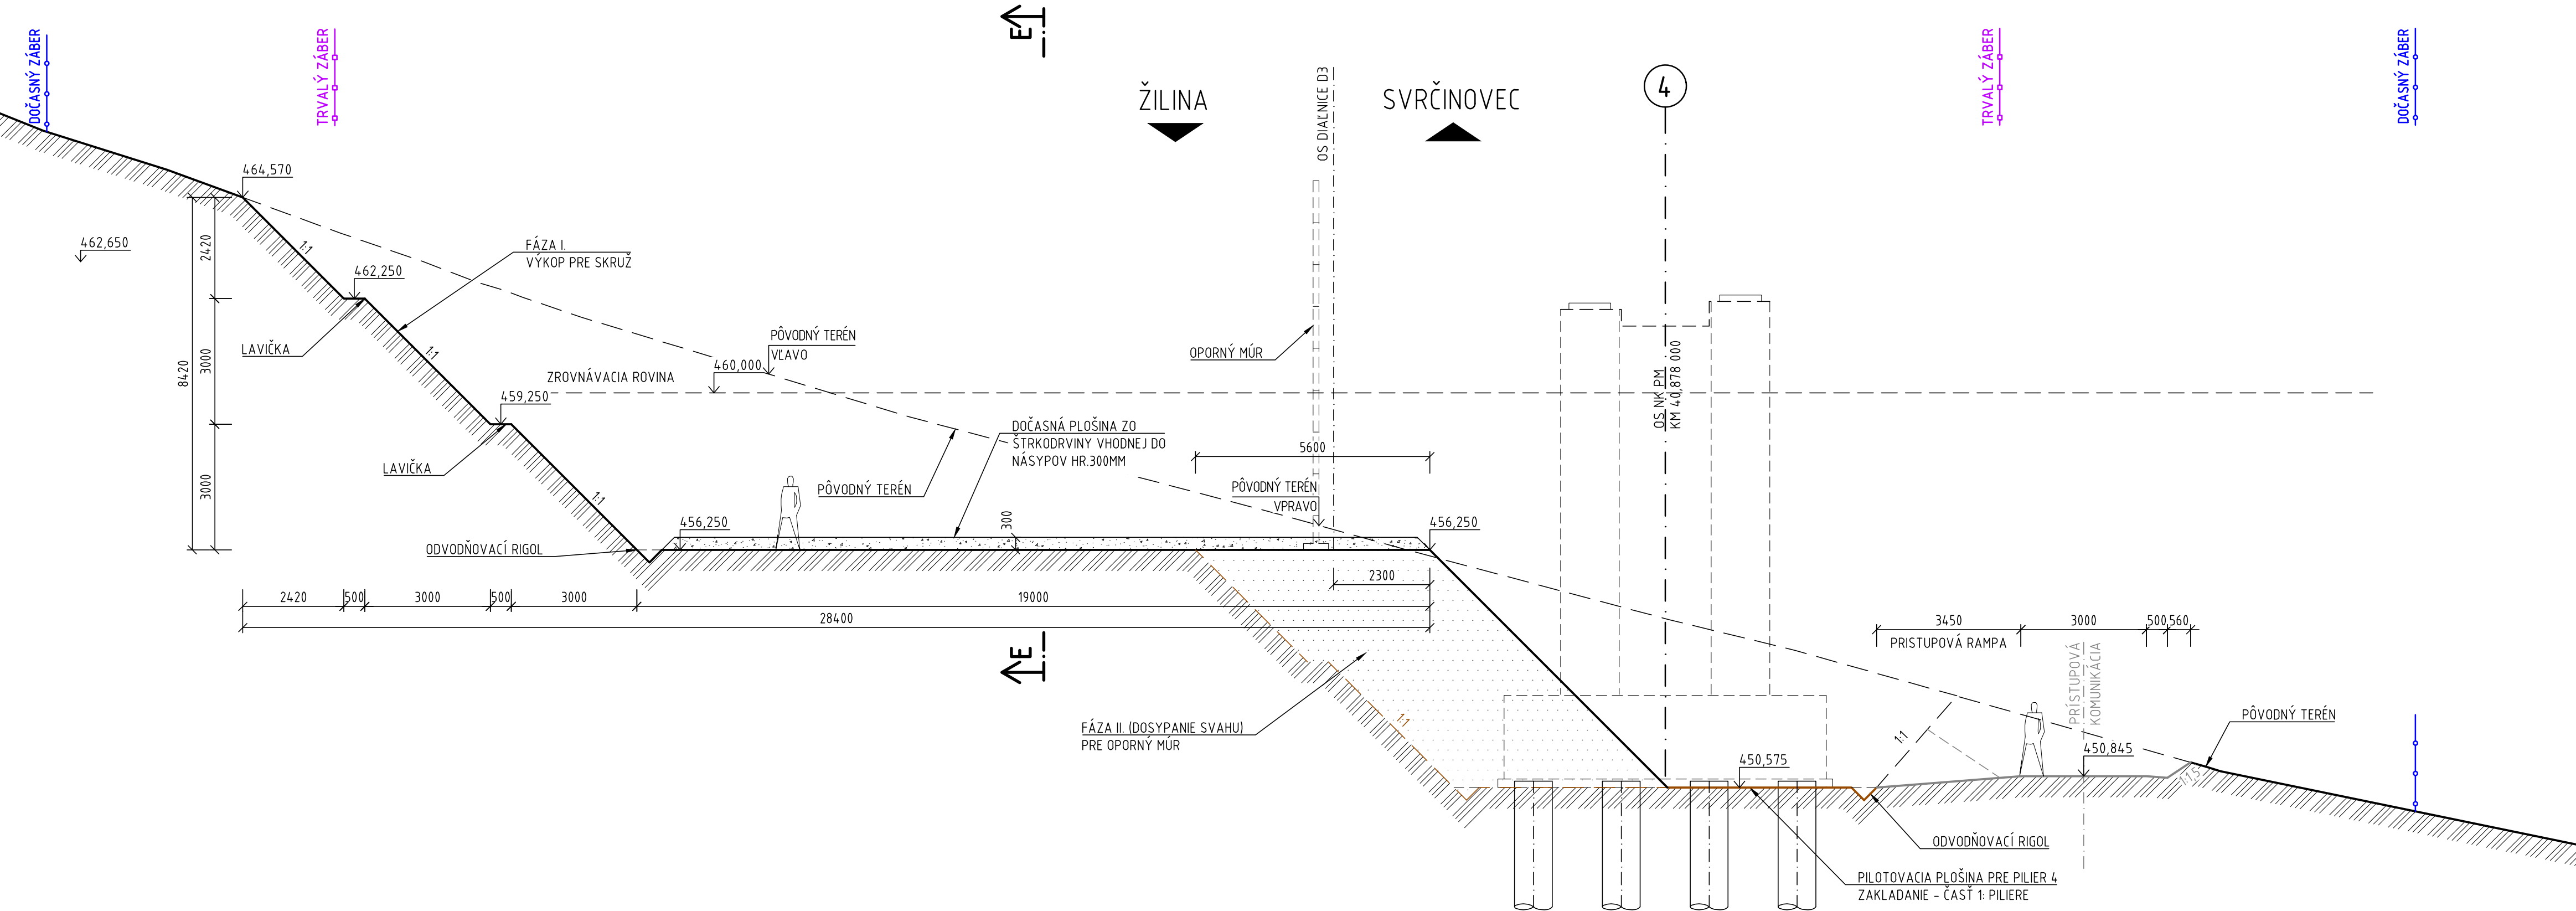 DOČASNÝ ZÁBER
TRVALÝ ZÁBER
E
ŽILINA
OS DIAĽNICE D3
SVRČINOVEC
4
TRVALÝ ZÁBER
DOČASNÝ ZÁBER
464,570
462,650
2420
3000
3000
8420
1:1
462,250
FÁZA I.
VÝKOP PRE SKRUŽ
LAVIČKA
1:1
459,250
LAVIČKA
1:1
ZROVNÁVACIA ROVINA
460,000
PÔVODNÝ TERÉN
VĽAVO
OPORNÝ MÚR
OS NK PM
KM 40,878 000
DOČASNÁ PLOŠINA ZO
ŠTRKODRVINY VHODNEJ DO
NÁSYPOV HR.300MM
5600
PÔVODNÝ TERÉN
PÔVODNÝ TERÉN
VPRAVO
456,250
300
456,250
ODVODŇOVACÍ RIGOL
2300
2420
500
3000
500
3000
19000
28400
E
3450
3000
500
560
PRISTUPOVÁ RAMPA
PRÍSTUPOVÁ
KOMUNIKÁCIA
FÁZA II. (DOSYPANIE SVAHU)
PRE OPORNÝ MÚR
1:1
1:1
450,575
450,845
1:1,5
PÔVODNÝ TERÉN
ODVODŇOVACÍ RIGOL
PILOTOVACIA PLOŠINA PRE PILIER 4
ZAKLADANIE - ČASŤ 1: PILIERE